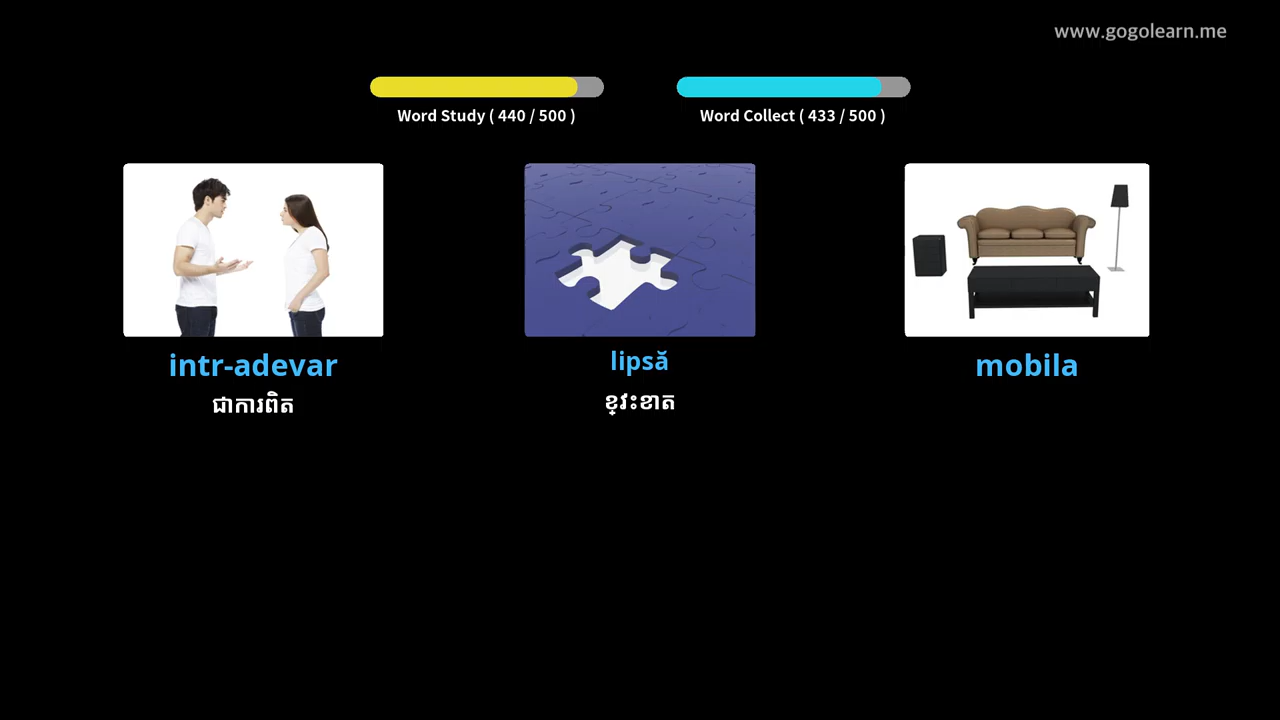 www.gogolearn.me
Word Study ( 440 / 500 )
Word Collect ( 433 / 500 )
intr-adevar
lipsă
mobila
ជាការពិត
ខ្វះខាត